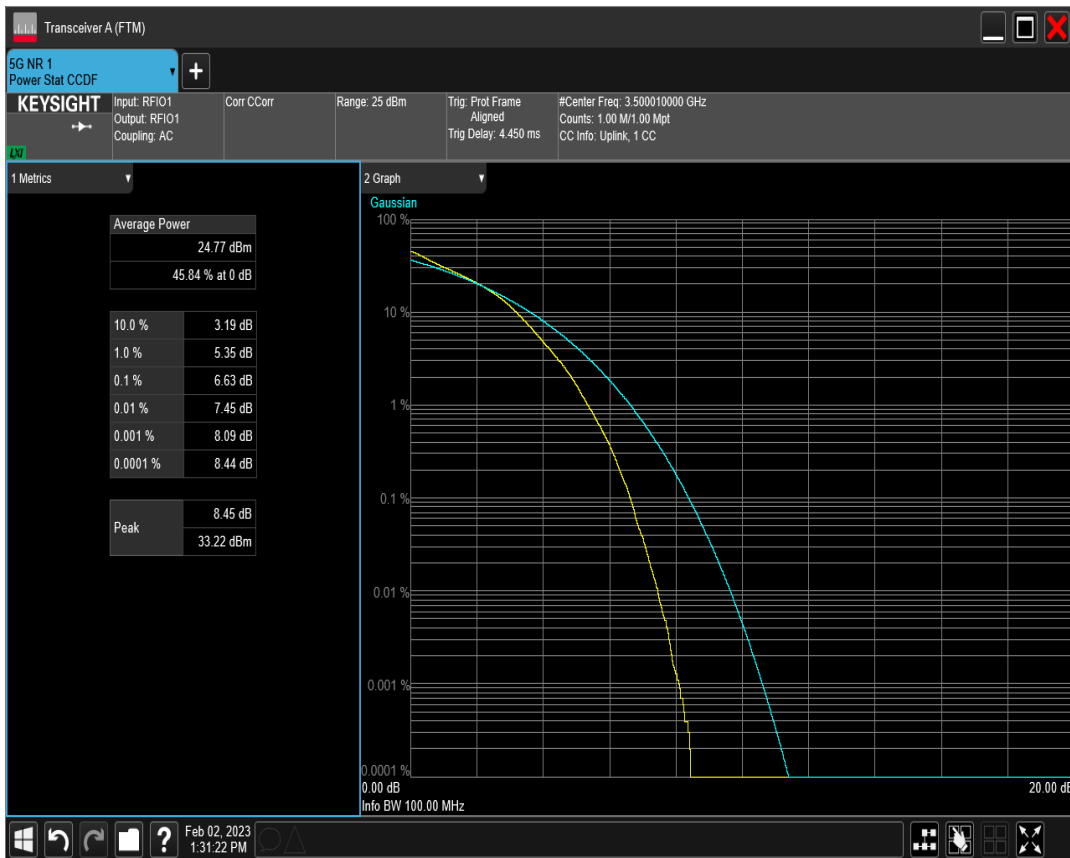 Transceiver A (FTM)
5G NR 1
Power Stat CCDF
+
KEYSIGHT
LXI
Input: RFIO1
Output: RFIO1
Coupling: AC
Corr CCorr
Range: 25 dBm
Trig: Prot Frame
Aligned
Trig Delay: 4.450 ms
#Center Freq: 3.500010000 GHz
Counts: 1.00 M/1.00 Mpt
CC Info: Uplink, 1 CC
1 Metrics
Average Power
24.77 dBm
45.84 % at 0 dB
10.0 % 3.19 dB
1.0 % 5.35 dB
0.1 % 6.63 dB
0.01 % 7.45 dB
0.001 % 8.09 dB
0.0001 % 8.44 dB
Peak
8.45 dB
33.22 dBm
2 Graph
Gaussian
100 %
10 %
1 %
0.1 %
0.01 %
0.001 %
0.0001 %
0.00 dB 20.00 dB
Info BW 100.00 MHz
?
Feb 02, 2023
1:31:22 PM